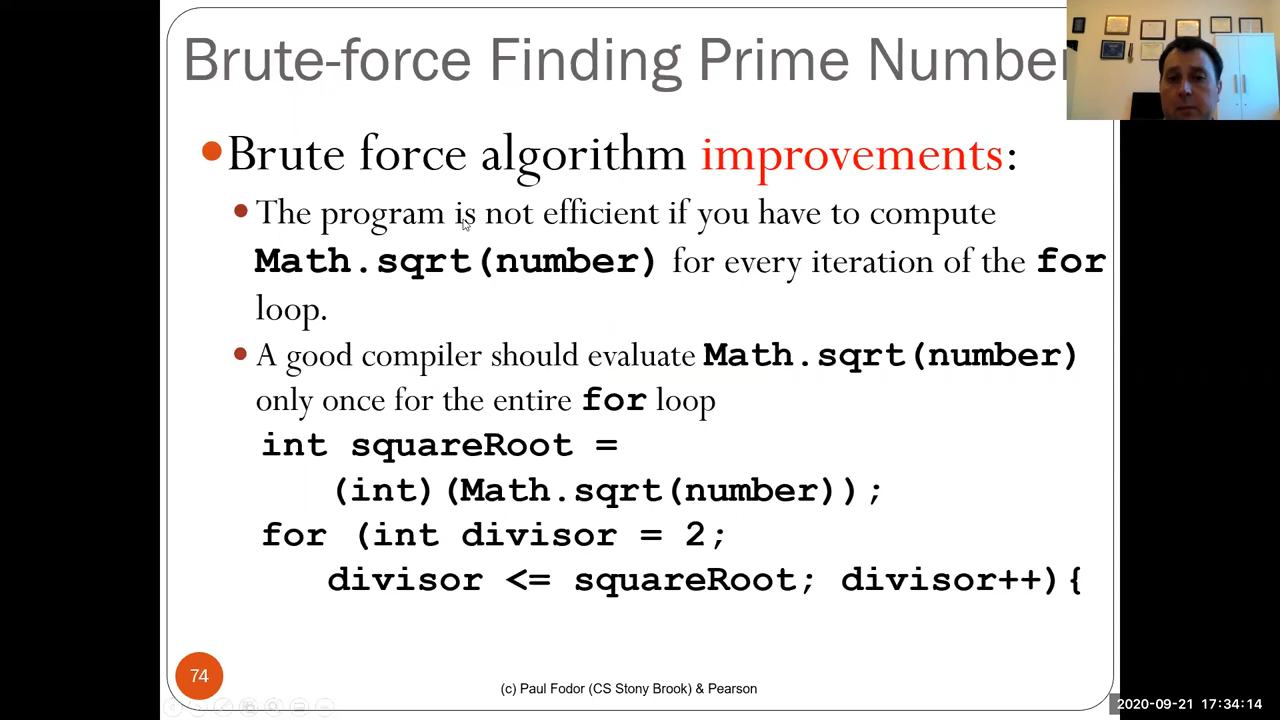 Brute-force Finding Prime Number
Brute force algorithm improvements:
The program is not efficient if you have to compute
Math.sqrt(number) for every iteration of the for
loop.
A good compiler should evaluate Math.sqrt(number)
only once for the entire for loop
int squareRoot =
(int)(Math.sqrt(number));
for (int divisor = 2;
divisor <= squareRoot; divisor++){
74
(c) Paul Fodor (CS Stony Brook) & Pearson
2020-09-21 17:34:14